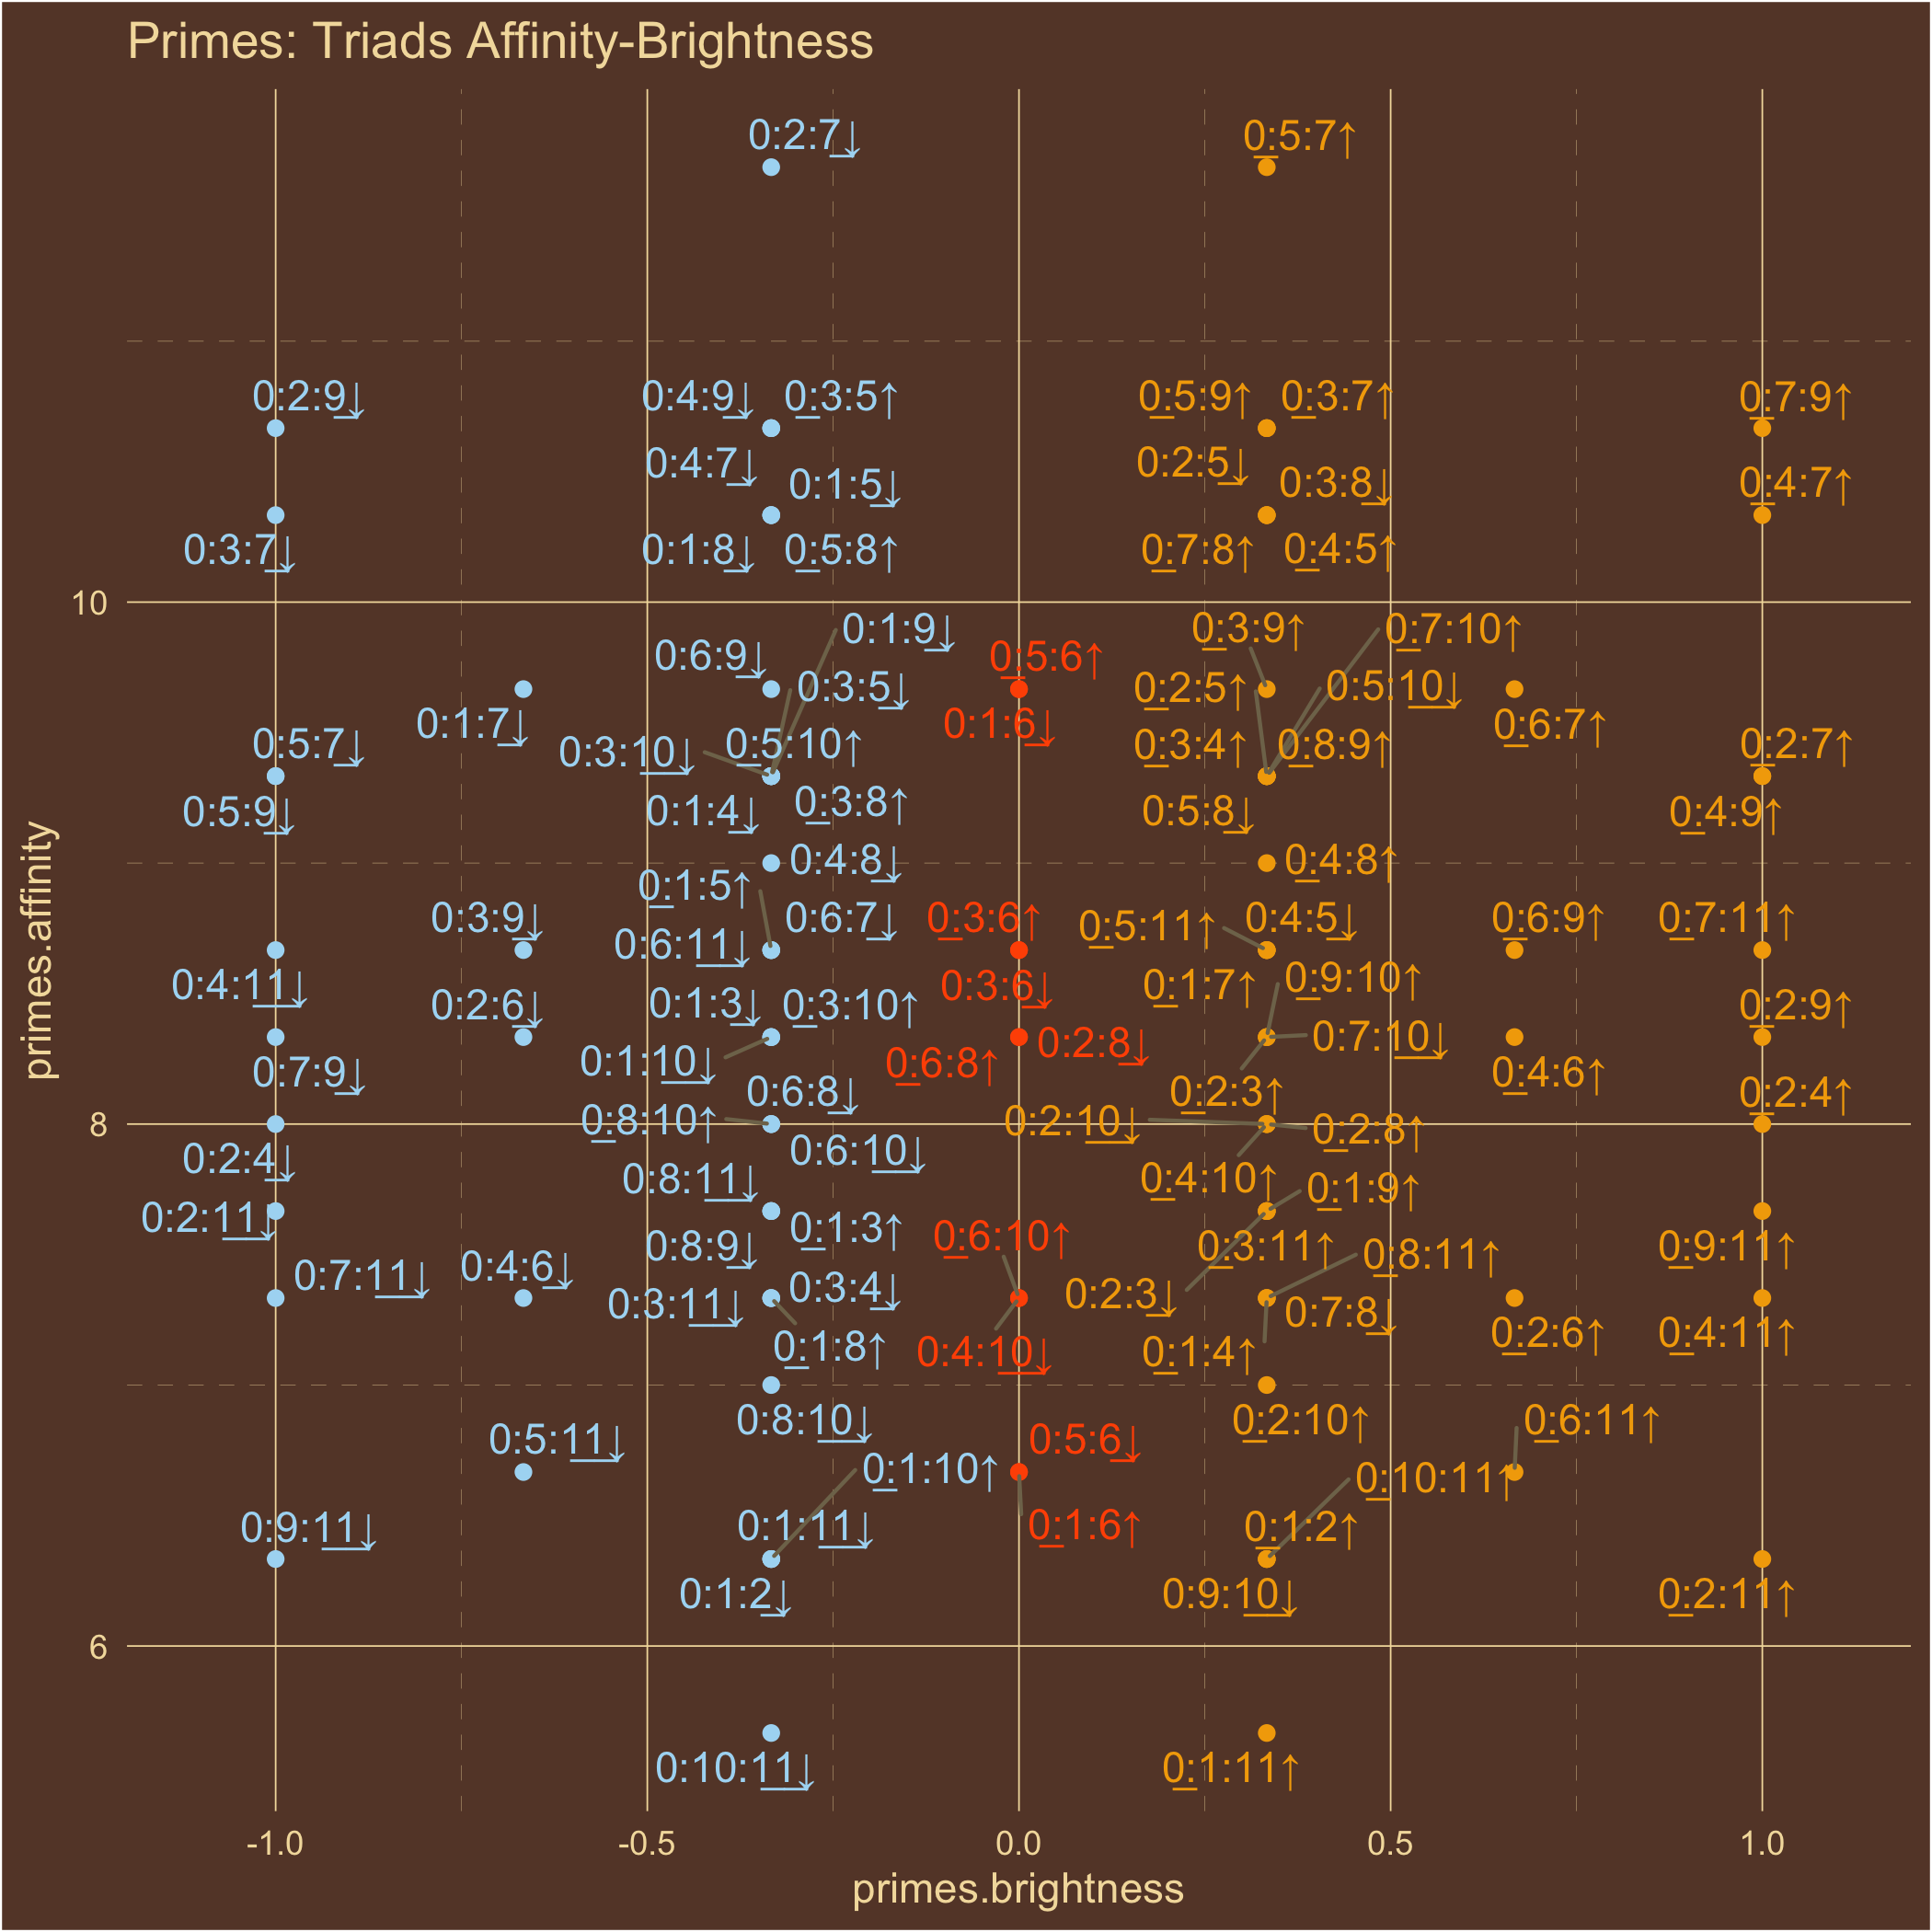 Primes: Triads Affinity-Brightness
0:2:7↓ 0:5:7↑
0:2:9↓ 0:4:9↓ 0:3:5↑ 0:5:9↑ 0:3:7↑ 0:7:9↑
0:4:7↓ 0:1:5↓ 0:2:5↓ 0:3:8↓ 0:4:7↑
0:3:7↓ 0:1:8↓ 0:5:8↑ 0:7:8↑ 0:4:5↑
10
0:1:9↓ 0:3:9↑ 0:7:10↑
0:6:9↓ 0:5:6↑
0:3:5↓ 0:2:5↑ 0:5:10↓
0:1:7↓ 0:1:6↓ 0:6:7↑
0:5:7↓ 0:3:10↓ 0:5:10↑ 0:3:4↑ 0:8:9↑ 0:2:7↑
0:5:9↓ 0:1:4↓ 0:3:8↑ 0:5:8↓ 0:4:9↑
0:4:8↓ 0:4:8↑
0:1:5↑
0:3:9↓ 0:6:7↓ 0:3:6↑ 0:5:11↑ 0:4:5↓ 0:6:9↑ 0:7:11↑
0:6:11↓
0:4:11↓ 0:3:6↓ 0:1:7↑ 0:9:10↑
0:2:6↓ 0:1:3↓ 0:3:10↑ 0:2:9↑
0:2:8↓ 0:7:10↓
0:7:9↓ 0:1:10↓ 0:6:8↑ 0:4:6↑
0:6:8↓ 0:2:3↑ 0:2:4↑
8
0:8:10↑ 0:2:10↓ 0:2:8↑
0:2:4↓ 0:6:10↓
0:8:11↓ 0:4:10↑ 0:1:9↑
0:2:11↓ 0:1:3↑
0:8:9↓ 0:6:10↑ 0:3:11↑ 0:8:11↑ 0:9:11↑
0:7:11↓ 0:4:6↓ 0:3:4↓ 0:2:3↓
0:3:11↓ 0:7:8↓
0:1:8↑ 0:4:10↓ 0:1:4↑ 0:2:6↑ 0:4:11↑
0:8:10↓ 0:2:10↑ 0:6:11↑
0:5:11↓ 0:5:6↓
0:1:10↑ 0:10:11↑
0:9:11↓ 0:1:11↓ 0:1:6↑ 0:1:2↑
0:1:2↓ 0:9:10↓ 0:2:11↑
6
0:10:11↓ 0:1:11↑
primes.affinity
-1.0 -0.5 0.0 0.5 1.0
primes.brightness